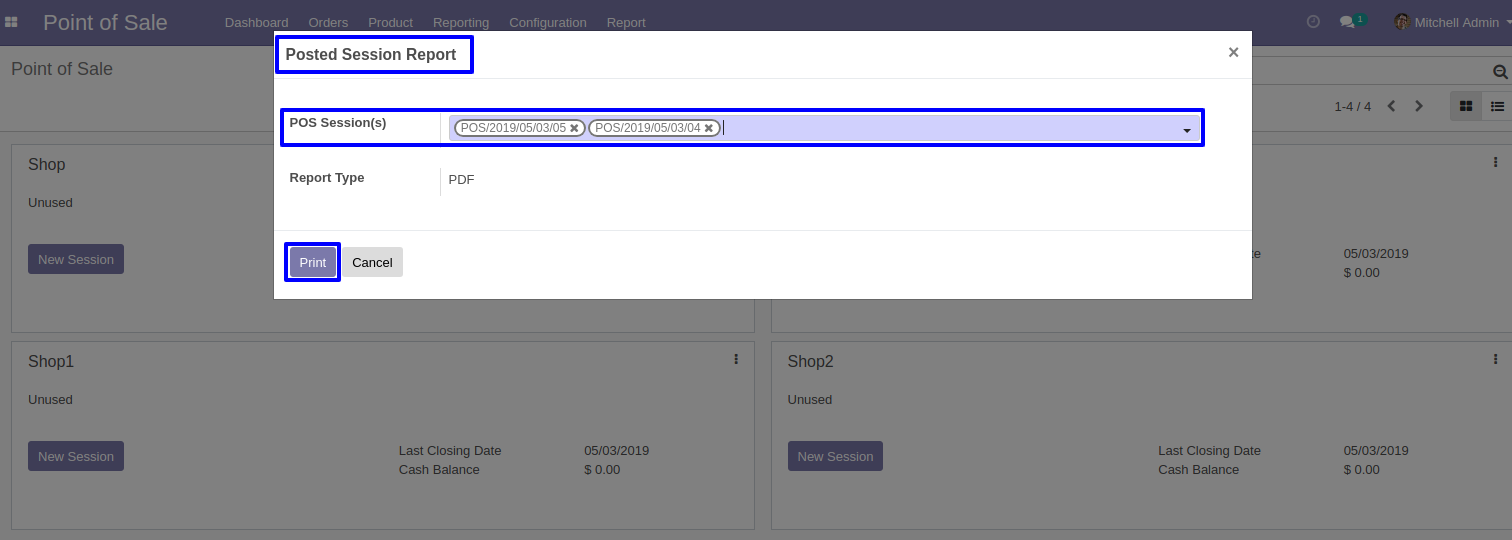 Point of Sale Dashboard Orders Product Reporting Configuration Report 1 Mitchell Admin
Posted Session Report ×
Point of Sale
1-4 / 4
POS Session(s) POS/2019/05/03/05 POS/2019/05/03/04
Shop
Report Type PDF
Unused
New Session
Print Cancel
05/03/2019
$ 0.00
Shop1
Unused
New Session
Last Closing Date 05/03/2019
Cash Balance $ 0.00
Shop2
Unused
New Session
Last Closing Date 05/03/2019
Cash Balance $ 0.00